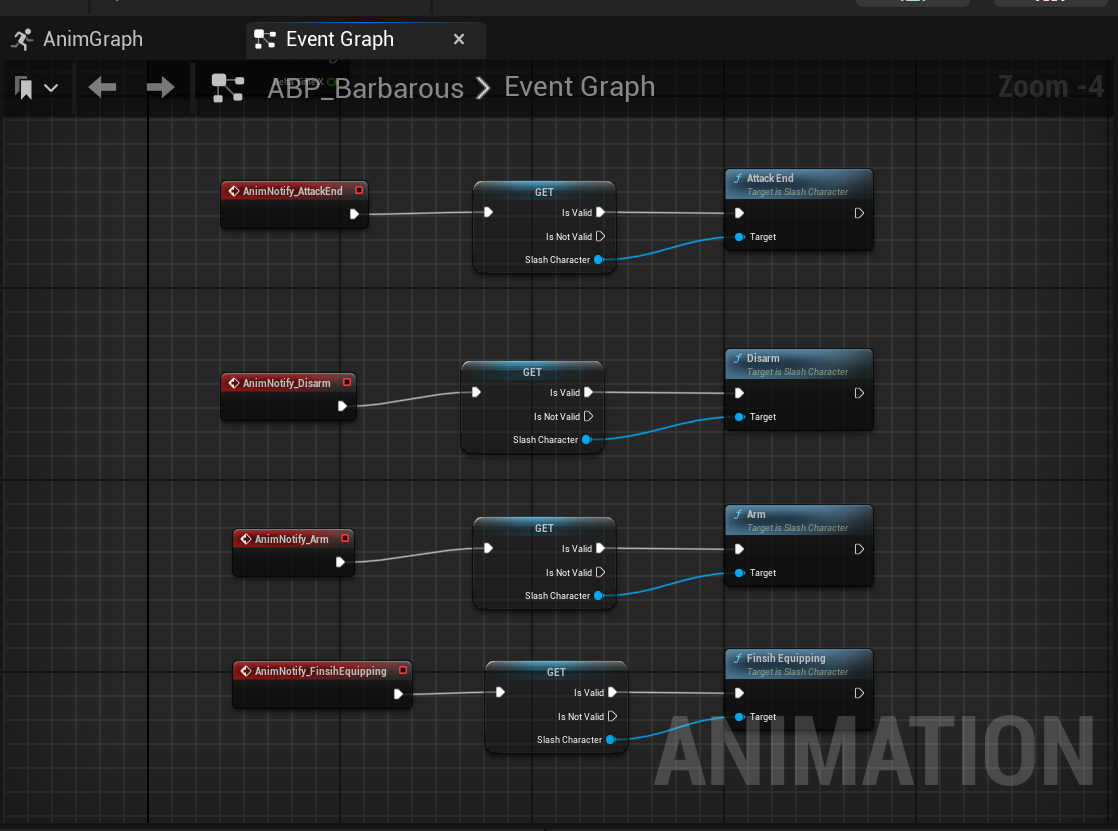 AnimGraph
Event Graph
ABP_Barbarous > Event Graph
Zoom -4
AnimNotify_AttackEnd
GET
Is Valid
Is Not Valid
Slash Character
Attack End
Target is Slash Character
Target
AnimNotify_Disarm
GET
Is Valid
Is Not Valid
Slash Character
Disarm
Target is Slash Character
Target
AnimNotify_Arm
GET
Is Valid
Is Not Valid
Slash Character
Arm
Target is Slash Character
Target
AnimNotify_FinsihEquipping
GET
Is Valid
Is Not Valid
Slash Character
Finsih Equipping
Target is Slash Character
Target
ANIMATION